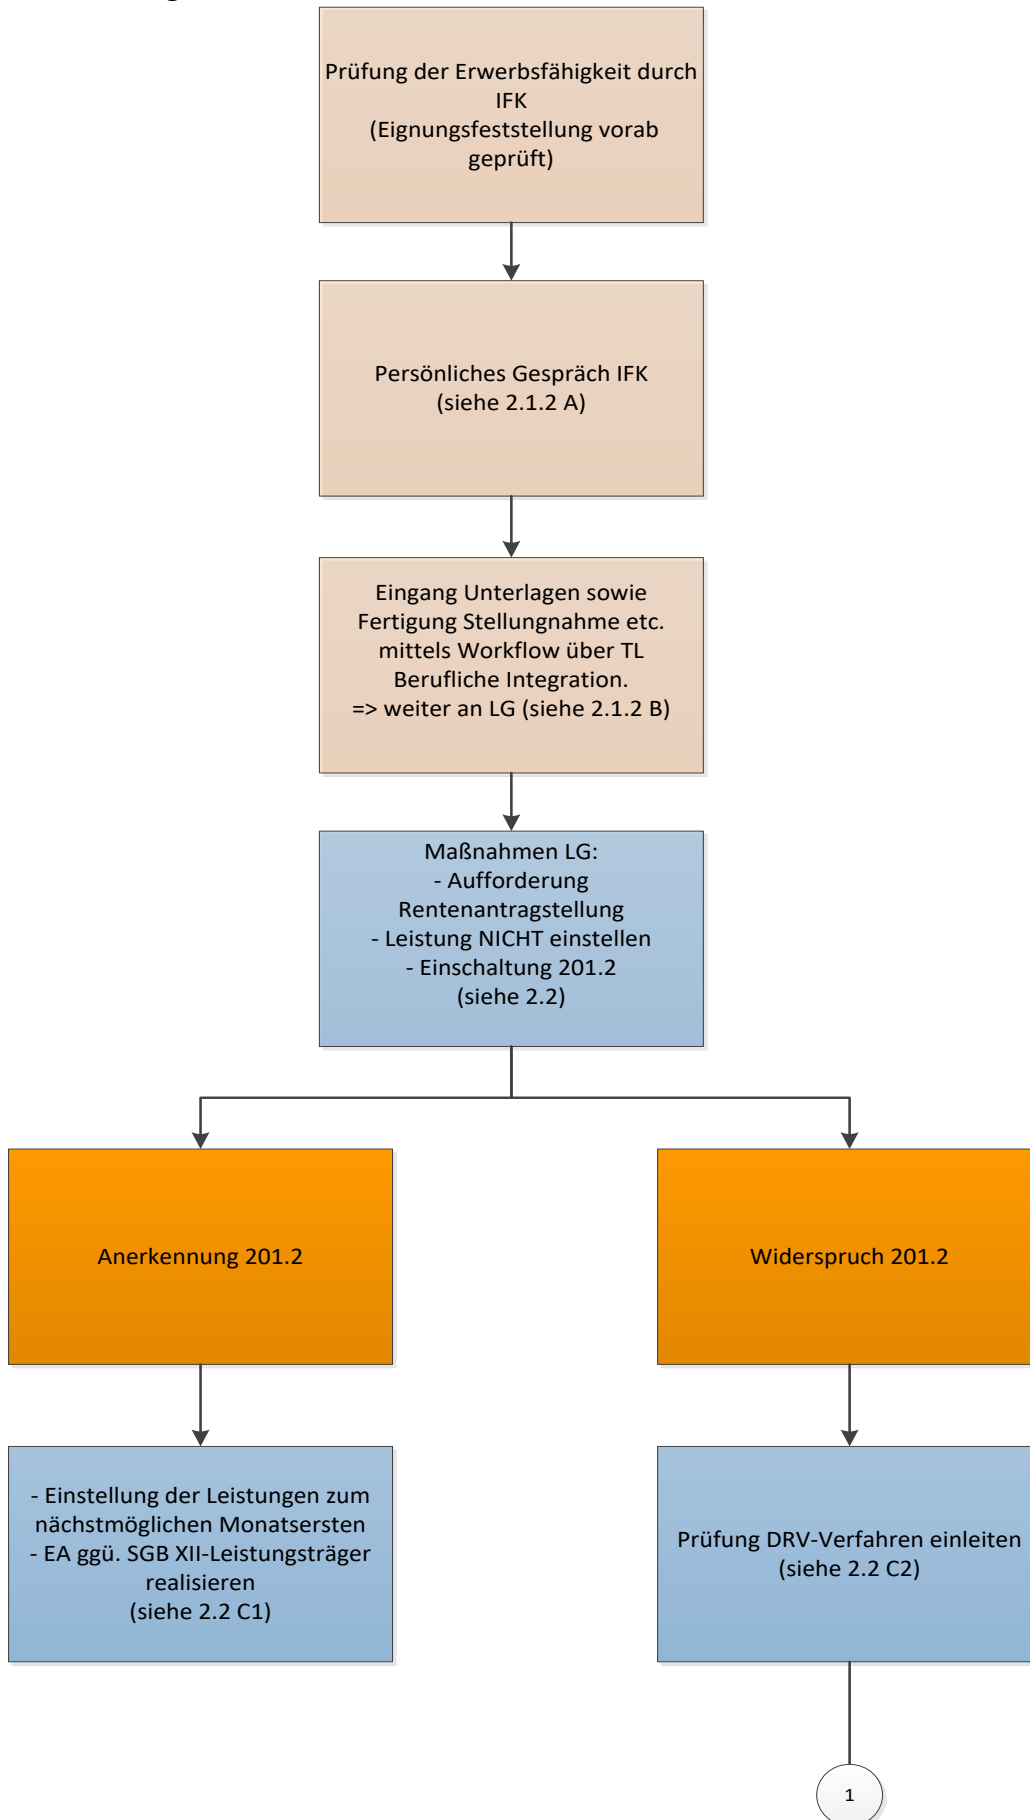 Prüfung der Erwerbsfähigkeit durch
IFK
(Eignungsfeststellung vorab
geprüft)
Persönliches Gespräch IFK
(siehe 2.1.2 A)
Eingang Unterlagen sowie
Fertigung Stellungnahme etc.
mittels Workflow über TL
Berufliche Integration.
=> weiter an LG (siehe 2.1.2 B)
Maßnahmen LG:
- Aufforderung
Rentenantragstellung
- Leistung NICHT einstellen
- Einschaltung 201.2
(siehe 2.2)
Anerkennung 201.2
Widerspruch 201.2
- Einstellung der Leistungen zum
nächstmöglichen Monatsersten
- EA ggü. SGB XII-Leistungsträger
realisieren
(siehe 2.2 C1)
Prüfung DRV-Verfahren einleiten
(siehe 2.2 C2)
1